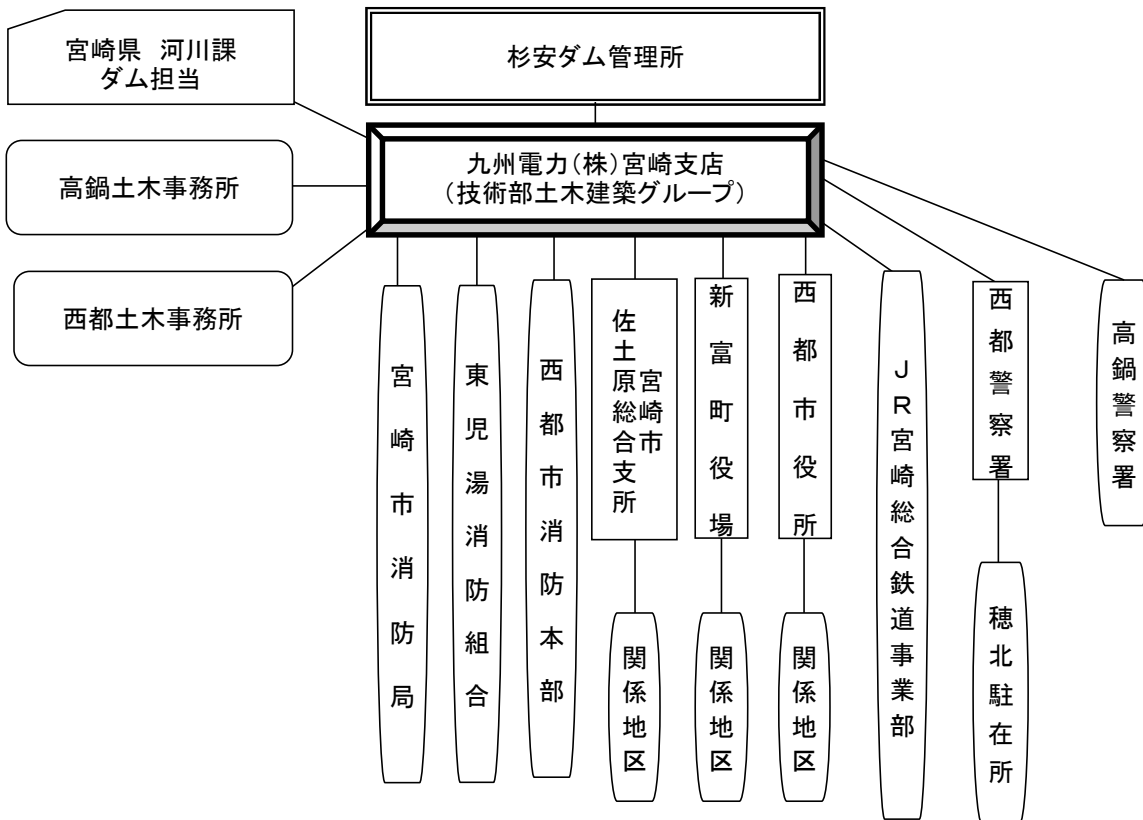 宮崎県　河川課
ダム担当
杉安ダム管理所
九州電力(株)宮崎支店
(技術部土木建築グループ)
高鍋土木事務所
西都土木事務所
宮崎市消防局
東児湯消防組合
西都市消防本部
宮崎市
佐土原総合支所
新富町役場
西都市役所
ＪＲ宮崎総合鉄道事業部
西都警察署
高鍋警察署
関係地区
関係地区
関係地区
穂北駐在所